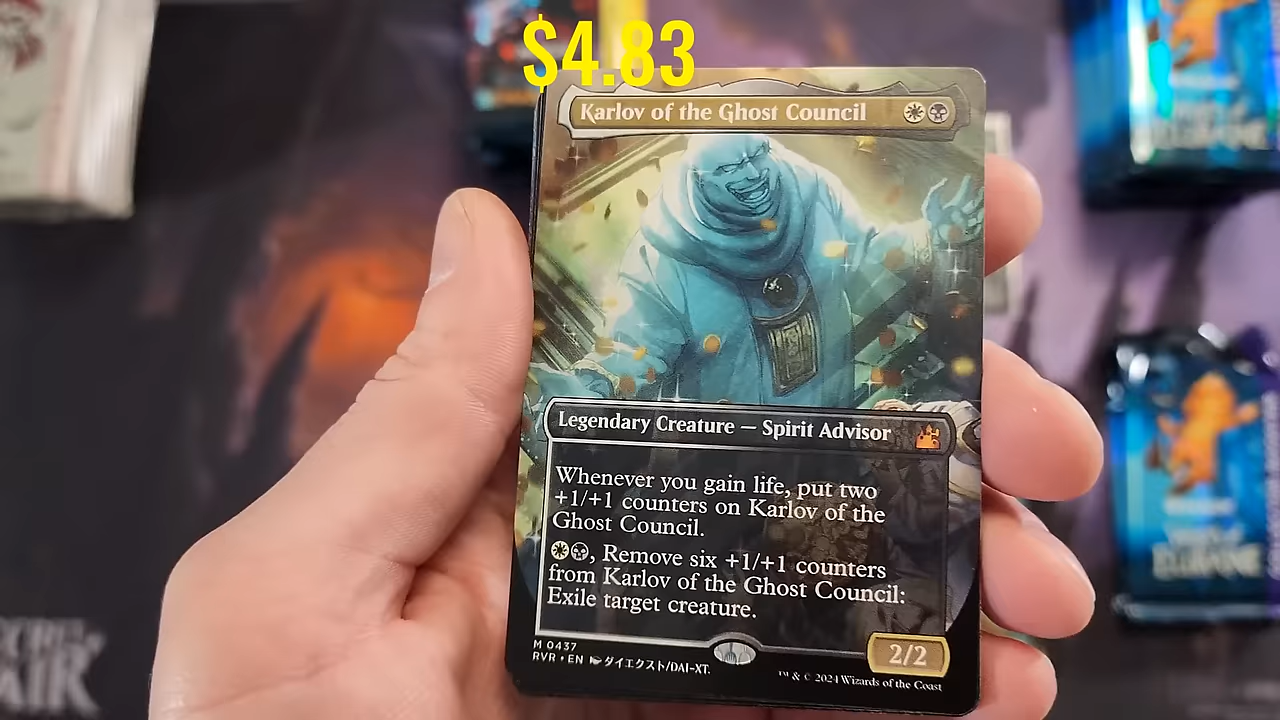 $4.83
Karlov of the Ghost Council
Legendary Creature — Spirit Advisor
Whenever you gain life, put two
+1/+1 counters on Karlov of the
Ghost Council.
, Remove six +1/+1 counters
from Karlov of the Ghost Council:
Exile target creature.
2/2
M 0437
RVR • EN ダイエクスト/DAI-XT.
™ & © 2024 Wizards of the Coast